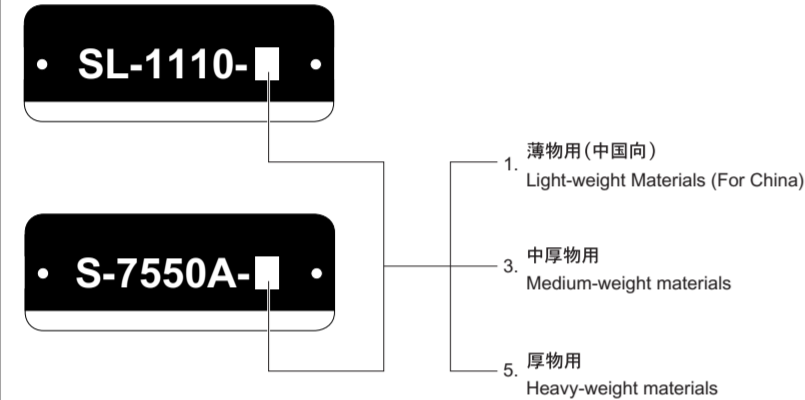 SL-1110-
1. 薄物用(中国向)
Light-weight Materials (For China)
S-7550A-
3. 中厚物用
Medium-weight materials
5. 厚物用
Heavy-weight materials